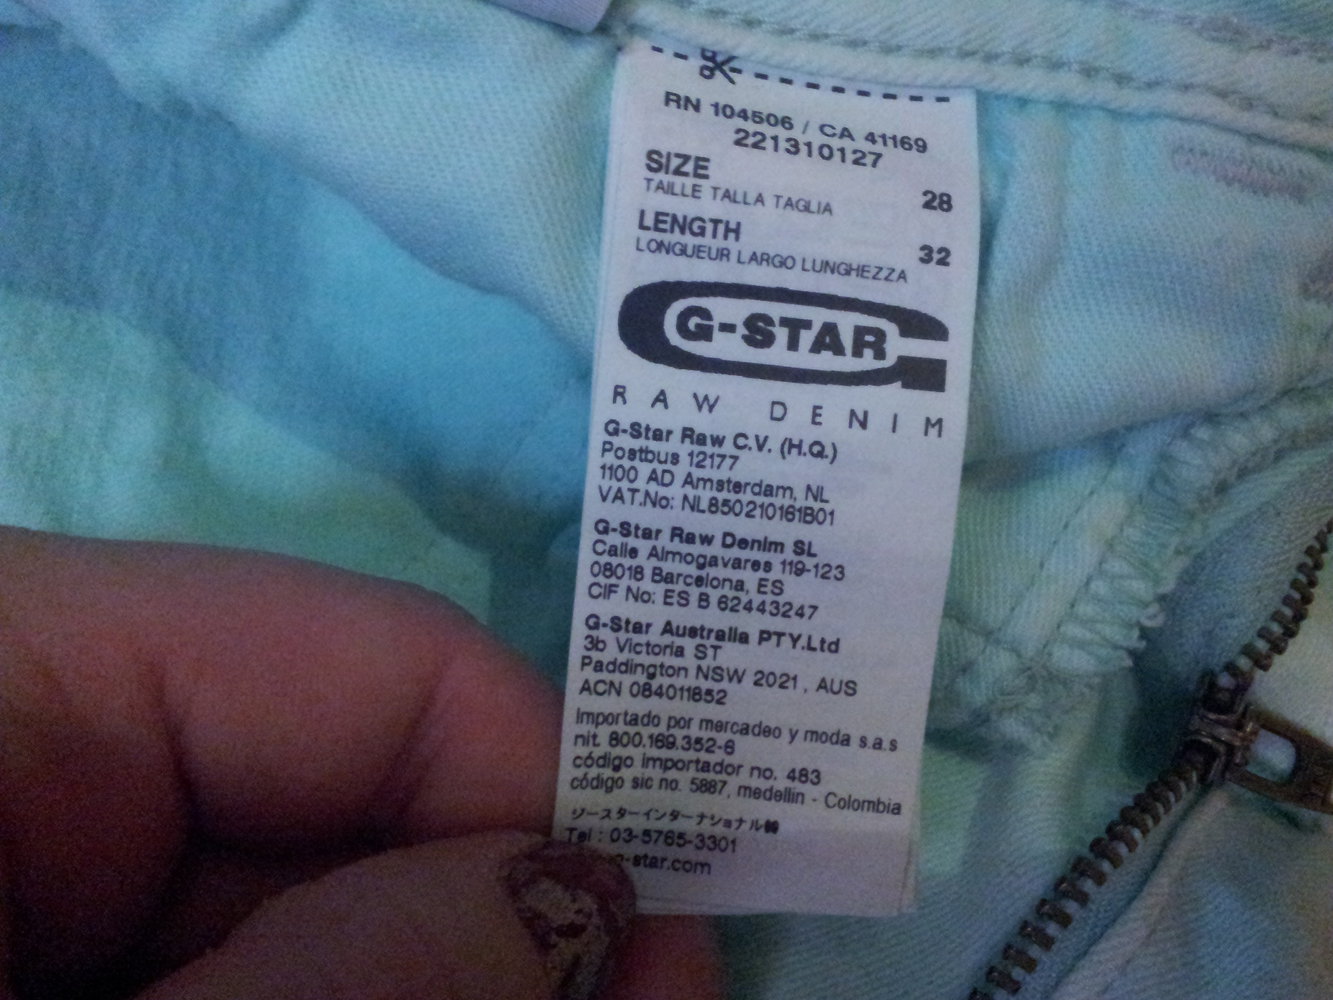 RN 104506 / CA 41169
221310127
SIZE 28
TAILLE TALLA TAGLIA
LENGTH 32
LONGUEUR LARGO LUNGHEZZA
G-STAR
RAW DENIM
G-Star Raw C.V. (H.Q.)
Postbus 12177
1100 AD Amsterdam, NL
VAT.No: NL850210161B01
G-Star Raw Denim SL
Calle Almogavares 119-123
08018 Barcelona, ES
CIF No: ES B 62443247
G-Star Australia PTY.Ltd
3b Victoria ST
Paddington NSW 2021, AUS
ACN 084011852
Importado por mercadeo y moda s.a.s
nit. 800.169.352-6
código importador no. 483
código sic no. 5887, medellin - Colombia
ジースターインターナショナル㈱
Tel : 03-5765-3301
-star.com